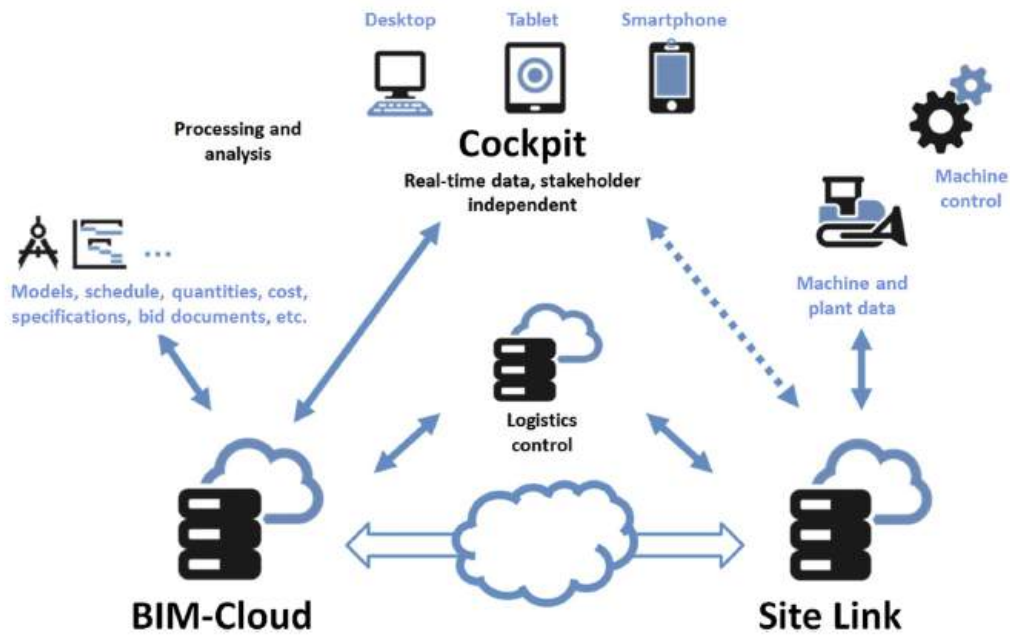 Desktop
Tablet
Smartphone
Processing and
analysis
Cockpit
Real-time data, stakeholder
independent
Machine
control
Models, schedule, quantities, cost,
specifications, bid documents, etc.
Machine and
plant data
Logistics
control
BIM-Cloud
Site Link